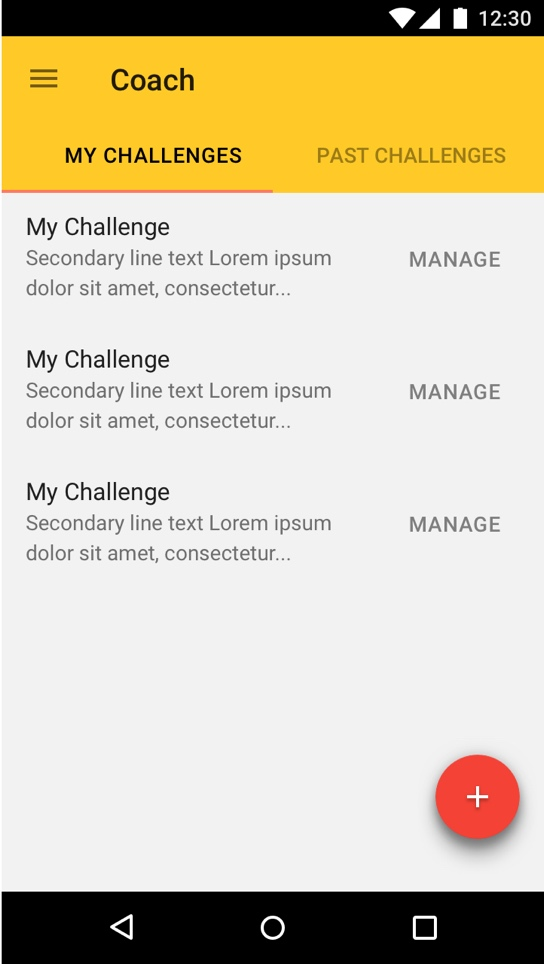 12:30
Coach
MY CHALLENGES PAST CHALLENGES
My Challenge
Secondary line text Lorem ipsum
dolor sit amet, consectetur...
MANAGE
My Challenge
Secondary line text Lorem ipsum
dolor sit amet, consectetur...
MANAGE
My Challenge
Secondary line text Lorem ipsum
dolor sit amet, consectetur...
MANAGE